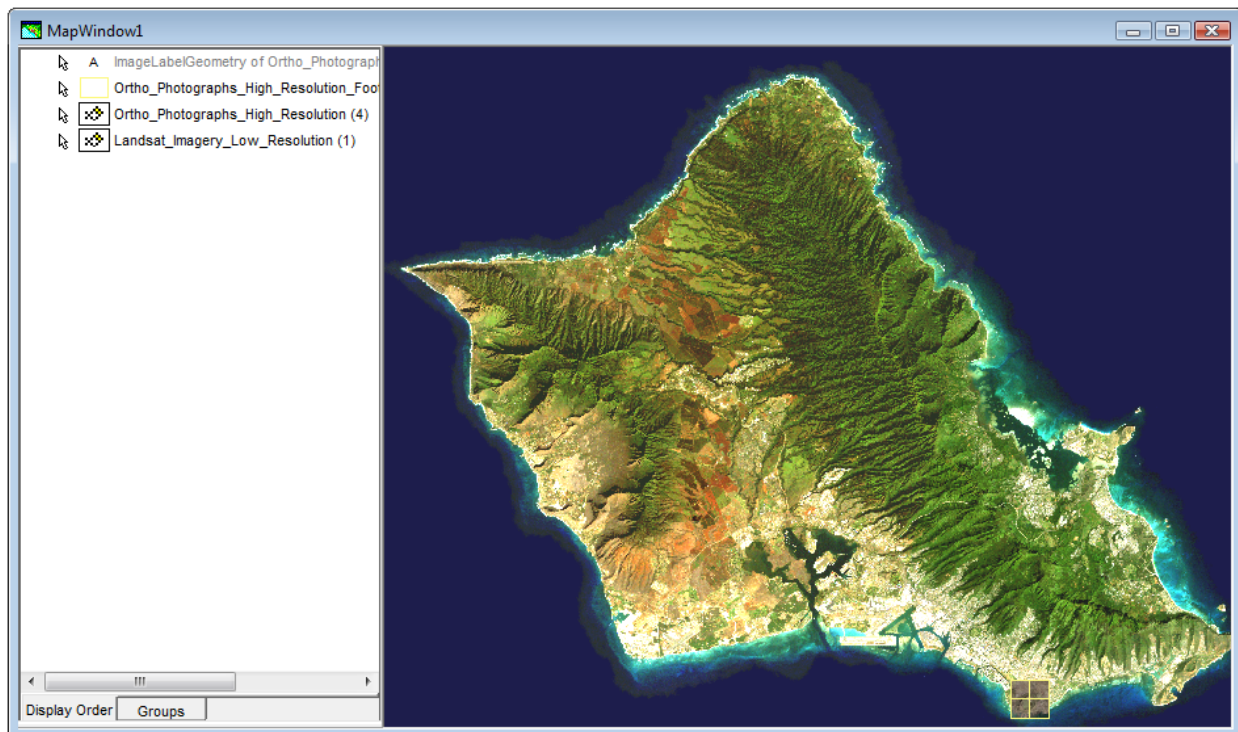 MapWindow1
A ImageLabelGeometry of Ortho_Photograph
Ortho_Photographs_High_Resolution_Foot
Ortho_Photographs_High_Resolution (4)
Landsat_Imagery_Low_Resolution (1)
Display Order Groups